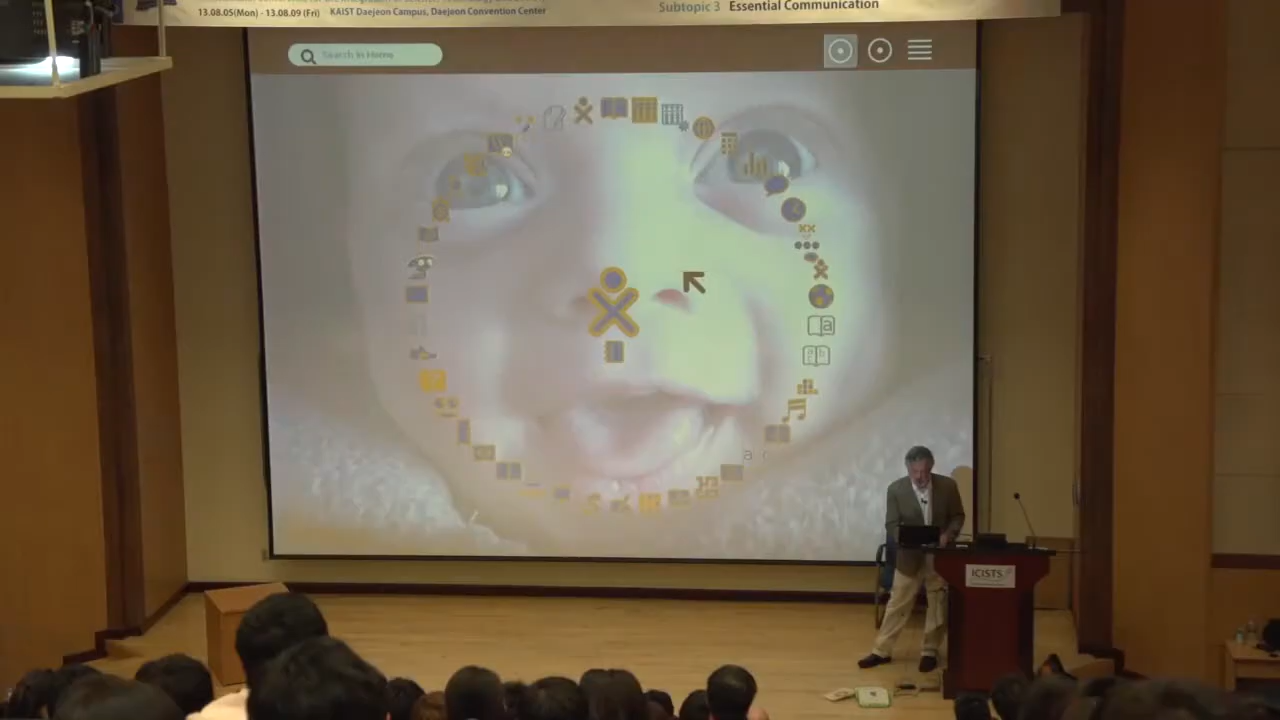 13.08.05(Mon) - 13.08.09 (Fri) KAIST Daejeon Campus, Daejeon Convention Center
Subtopic 3 Essential Communication
Search in Home
a
a b
a c
ICISTS